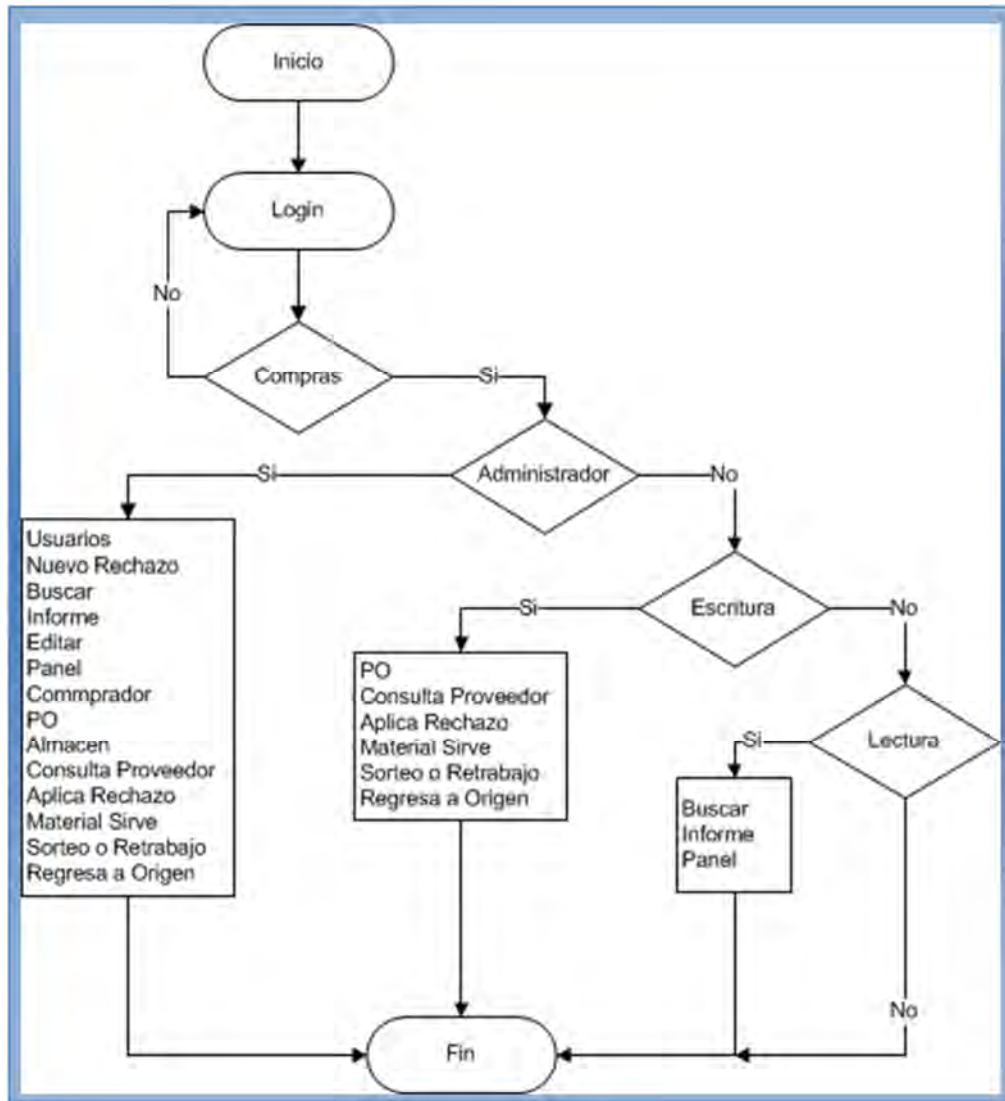 Inicio
Login
No
Compras
Si
Administrador
Si
No
Usuarios
Nuevo Rechazo
Buscar
Informe
Editar
Panel
Commprador
PO
Almacen
Consulta Proveedor
Aplica Rechazo
Material Sirve
Sorteo o Retrabajo
Regresa a Origen
Escritura
Si
No
PO
Consulta Proveedor
Aplica Rechazo
Material Sirve
Sorteo o Retrabajo
Regresa a Origen
Lectura
Si
Buscar
Informe
Panel
No
Fin